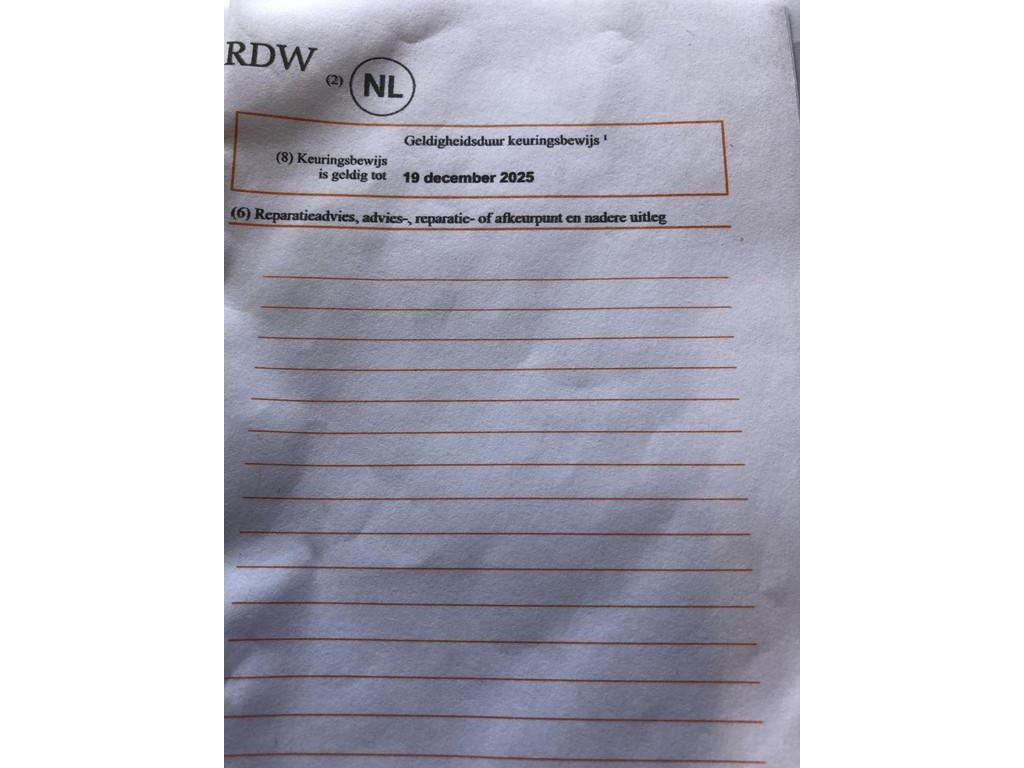 RDW
(2) NL
Geldigheidsduur keuringsbewijs ¹
(8) Keuringsbewijs
is geldig tot 19 december 2025
(6) Reparatieadvies, advies-, reparatie- of afkeurpunt en nadere uitleg